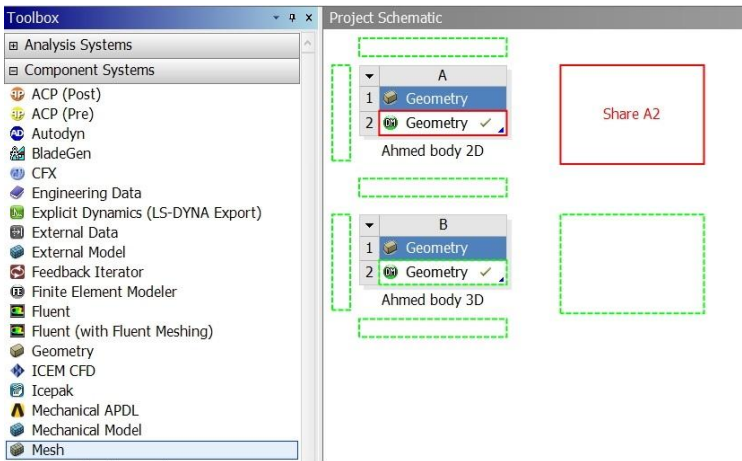 Toolbox
Analysis Systems
Component Systems
ACP (Post)
ACP (Pre)
Autodyn
BladeGen
CFX
Engineering Data
Explicit Dynamics (LS-DYNA Export)
External Data
External Model
Feedback Iterator
Finite Element Modeler
Fluent
Fluent (with Fluent Meshing)
Geometry
ICEM CFD
Icepak
Mechanical APDL
Mechanical Model
Mesh
Project Schematic
A
1 Geometry
2 Geometry
Ahmed body 2D
Share A2
B
1 Geometry
2 Geometry
Ahmed body 3D